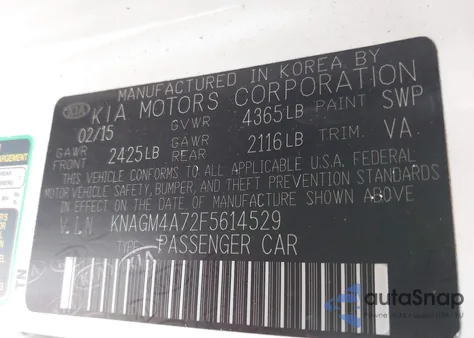 MANUFACTURED IN KOREA BY
KIA KIA MOTORS CORPORATION
02/15 GVWR 4365LB PAINT SWP
GAWR FRONT 2425LB GAWR REAR 2116LB TRIM. VA
THIS VEHICLE CONFORMS TO ALL APPLICABLE U.S.A. FEDERAL
MOTOR VEHICLE SAFETY, BUMPER, AND THEFT PREVENTION STANDARDS
IN EFFECT ON THE DATE OF MANUFACTURE SHOWN ABOVE
V.I.N KNAGM4A72F5614529
TYPE PASSENGER CAR
TN
autoSnap